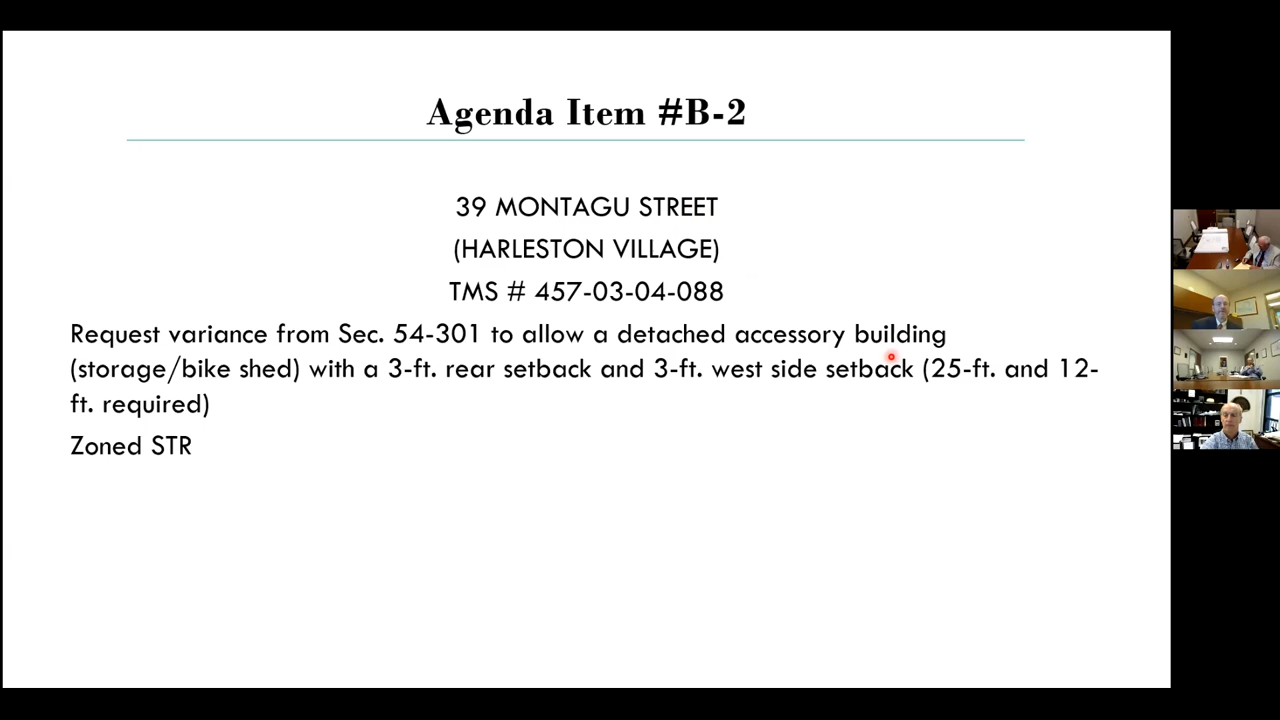 Agenda Item #B-2
39 MONTAGU STREET
(HARLESTON VILLAGE)
TMS # 457-03-04-088
Request variance from Sec. 54-301 to allow a detached accessory building
(storage/bike shed) with a 3-ft. rear setback and 3-ft. west side setback (25-ft. and 12-
ft. required)
Zoned STR